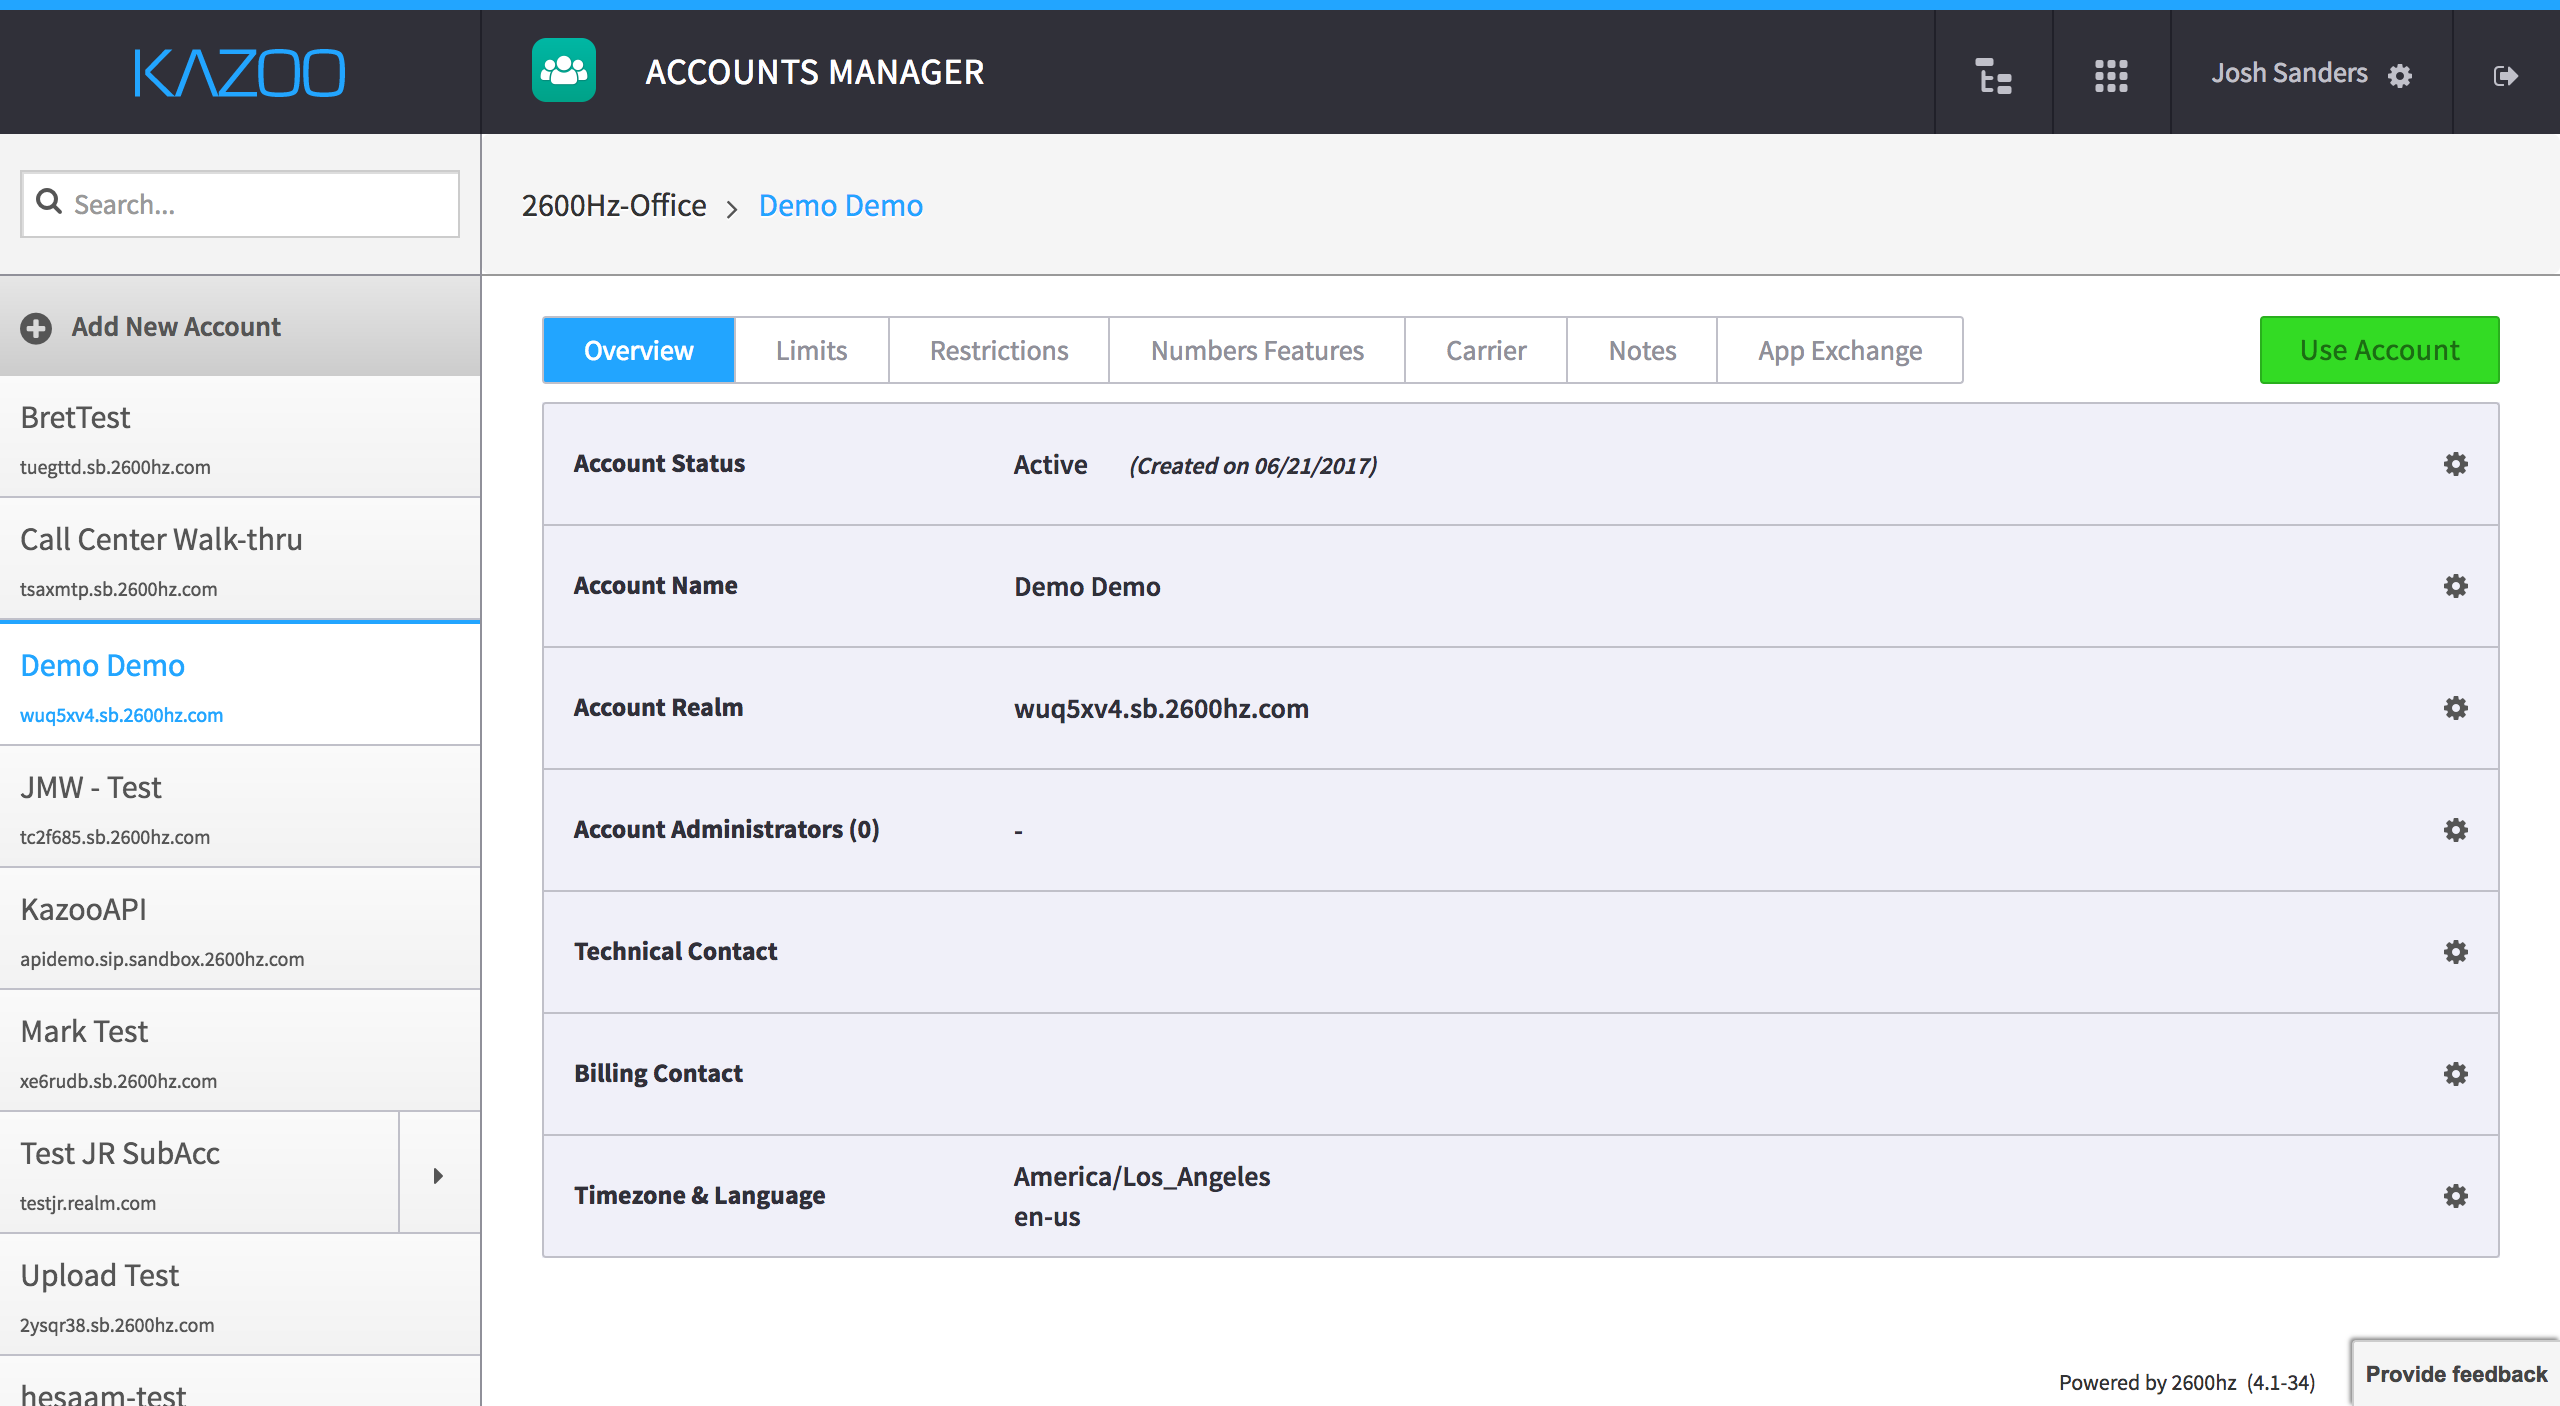 KAZOO
ACCOUNTS MANAGER
Josh Sanders
Search...
2600Hz-Office > Demo Demo
Add New Account
BretTest
tuegttd.sb.2600hz.com
Call Center Walk-thru
tsaxmtp.sb.2600hz.com
Demo Demo
wuq5xv4.sb.2600hz.com
JMW - Test
tc2f685.sb.2600hz.com
KazooAPI
apidemo.sip.sandbox.2600hz.com
Mark Test
xe6rudb.sb.2600hz.com
Test JR SubAcc
testjr.realm.com
Upload Test
2ysqr38.sb.2600hz.com
hesaam-test
Overview Limits Restrictions Numbers Features Carrier Notes App Exchange
Use Account
Account Status Active (Created on 06/21/2017)
Account Name Demo Demo
Account Realm wuq5xv4.sb.2600hz.com
Account Administrators (0) -
Technical Contact
Billing Contact
Timezone & Language America/Los_Angeles
en-us
Powered by 2600hz (4.1-34)
Provide feedback